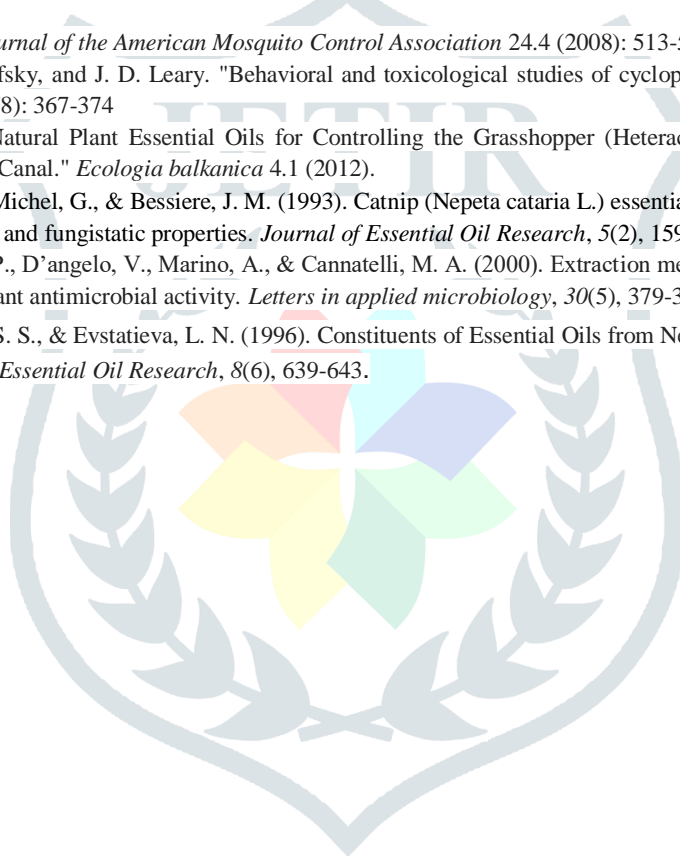 urnal of the American Mosquito Control Association 24.4 (2008): 513-5
fsky, and J. D. Leary. "Behavioral and toxicological studies of cyclop
8): 367-374
Natural Plant Essential Oils for Controlling the Grasshopper (Heterac
Canal." Ecologia balkanica 4.1 (2012).
Michel, G., & Bessiere, J. M. (1993). Catnip (Nepeta cataria L.) essentia
and fungistatic properties. Journal of Essential Oil Research, 5(2), 159
P., D’angelo, V., Marino, A., & Cannatelli, M. A. (2000). Extraction me
ant antimicrobial activity. Letters in applied microbiology, 30(5), 379-3
S. S., & Evstatieva, L. N. (1996). Constituents of Essential Oils from Ne
Essential Oil Research, 8(6), 639-643.
JETIR